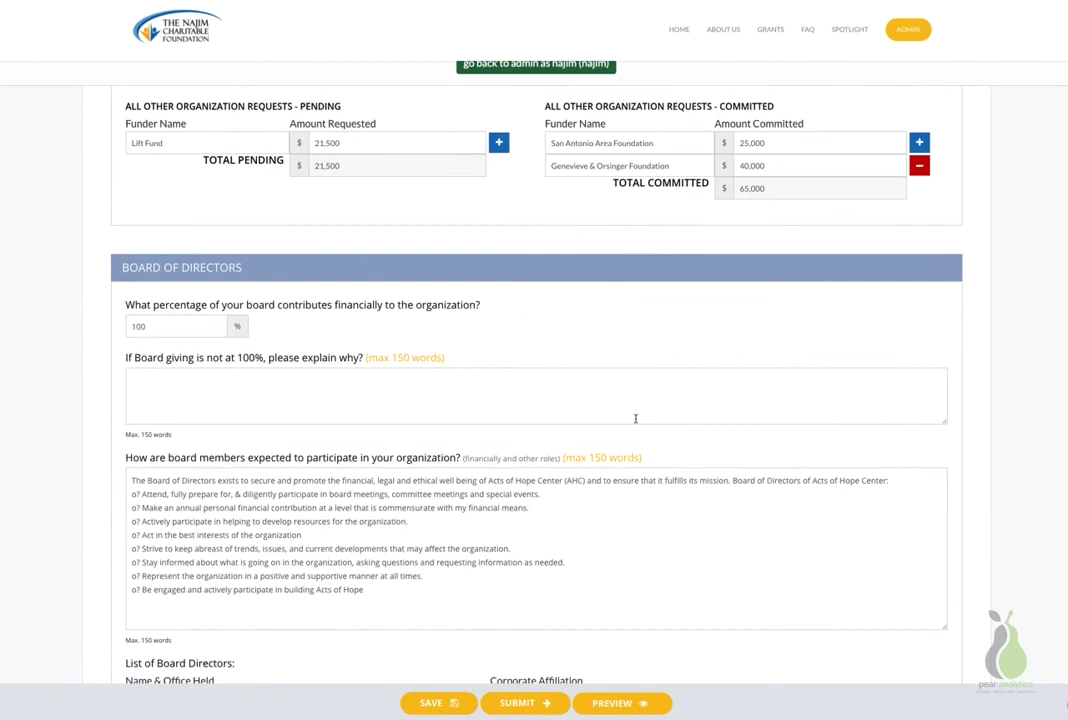 THE NAJIM
CHARITABLE
FOUNDATION
HOME ABOUT US GRANTS FAQ SPOTLIGHT ADMIN
go back to admin as najim (najim)
ALL OTHER ORGANIZATION REQUESTS - PENDING
Funder Name Amount Requested
Lift Fund $ 21,500 +
TOTAL PENDING $ 21,500
ALL OTHER ORGANIZATION REQUESTS - COMMITTED
Funder Name Amount Committed
San Antonio Area Foundation $ 25,000 +
Genevieve & Orsinger Foundation $ 40,000 −
TOTAL COMMITTED $ 65,000
BOARD OF DIRECTORS
What percentage of your board contributes financially to the organization?
100 %
If Board giving is not at 100%, please explain why? (max 150 words)
Max. 150 words
How are board members expected to participate in your organization? (financially and other roles) (max 150 words)
The Board of Directors exists to secure and promote the financial, legal and ethical well being of Acts of Hope Center (AHC) and to ensure that it fulfills its mission. Board of Directors of Acts of Hope Center:
o? Attend, fully prepare for, & diligently participate in board meetings, committee meetings and special events.
o? Make an annual personal financial contribution at a level that is commensurate with my financial means.
o? Actively participate in helping to develop resources for the organization.
o? Act in the best interests of the organization
o? Strive to keep abreast of trends, issues, and current developments that may affect the organization.
o? Stay informed about what is going on in the organization, asking questions and requesting information as needed.
o? Represent the organization in a positive and supportive manner at all times.
o? Be engaged and actively participate in building Acts of Hope
Max. 150 words
List of Board Directors:
Name & Office Held Corporate Affiliation
SAVE SUBMIT PREVIEW
pear analytics